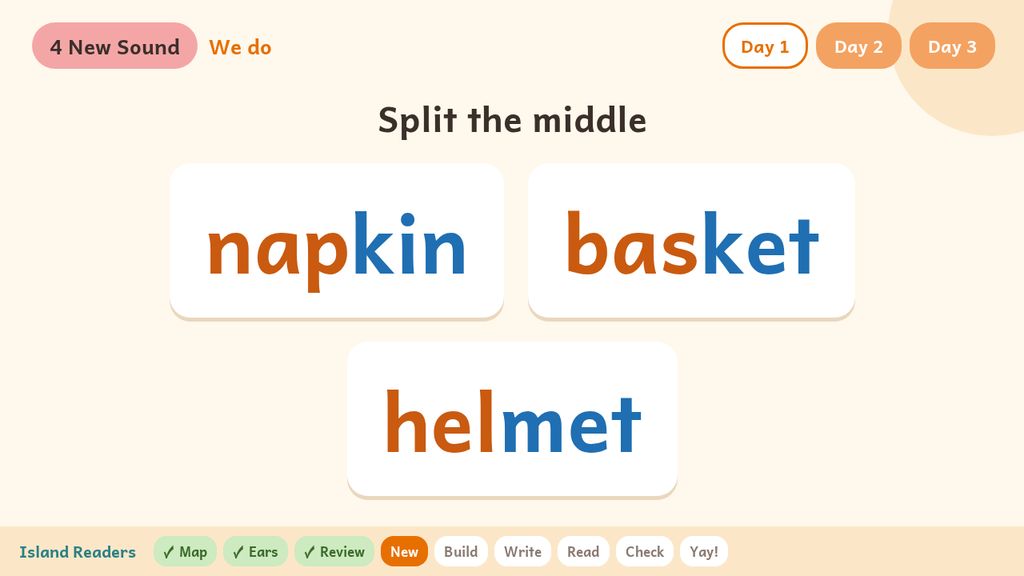 4 New Sound We do Day 1 Day 2 Day 3
Split the middle
napkin basket
helmet
Island Readers ✓ Map ✓ Ears ✓ Review New Build Write Read Check Yay!